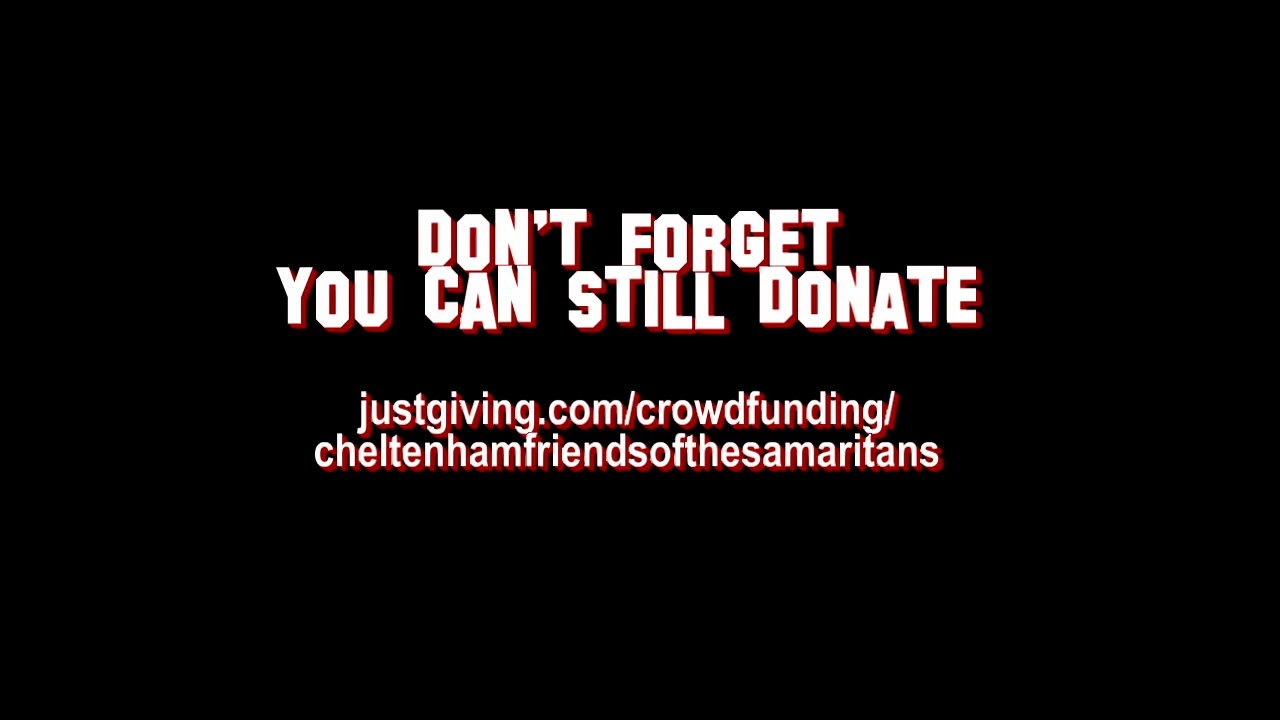 DON'T FORGET
YOU CAN STILL DONATE
justgiving.com/crowdfunding/
cheltenhamfriendsofthesamaritans